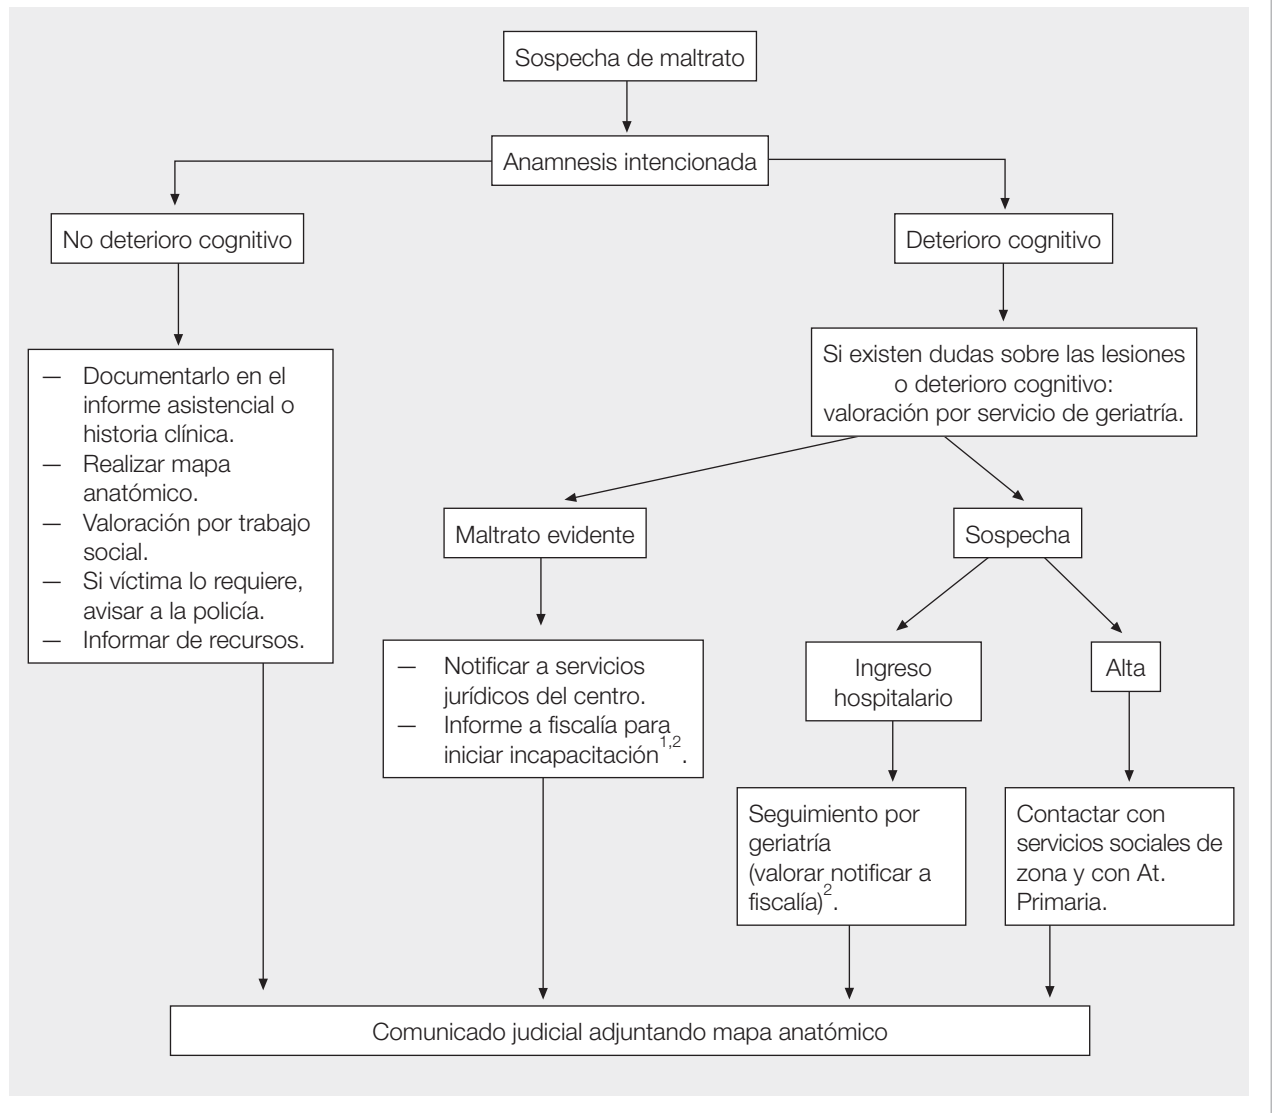 Sospecha de maltrato
Anamnesis intencionada
No deterioro cognitivo
Deterioro cognitivo
— Documentarlo en el
informe asistencial o
historia clínica.
— Realizar mapa
anatómico.
— Valoración por trabajo
social.
— Si víctima lo requiere,
avisar a la policía.
— Informar de recursos.
Si existen dudas sobre las lesiones
o deterioro cognitivo:
valoración por servicio de geriatría.
Maltrato evidente
Sospecha
— Notificar a servicios
jurídicos del centro.
— Informe a fiscalía para
iniciar incapacitación1,2.
Ingreso
hospitalario
Alta
Seguimiento por
geriatría
(valorar notificar a
fiscalía)2.
Contactar con
servicios sociales de
zona y con At.
Primaria.
Comunicado judicial adjuntando mapa anatómico